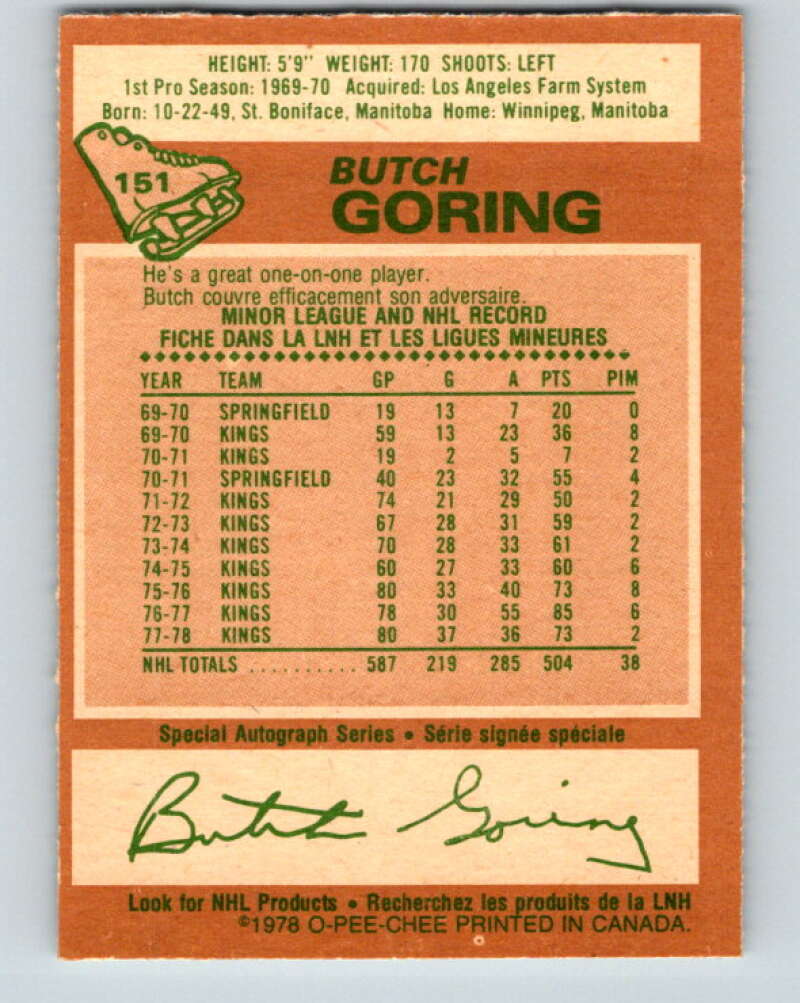 HEIGHT: 5'9" WEIGHT: 170 SHOOTS: LEFT
1st Pro Season: 1969-70 Acquired: Los Angeles Farm System
Born: 10-22-49, St. Boniface, Manitoba Home: Winnipeg, Manitoba
151
BUTCH
GORING
He's a great one-on-one player.
Butch couvre efficacement son adversaire.
MINOR LEAGUE AND NHL RECORD
FICHE DANS LA LNH ET LES LIGUES MINEURES
YEAR TEAM GP G A PTS PIM
69-70 SPRINGFIELD 19 13 7 20 0
69-70 KINGS 59 13 23 36 8
70-71 KINGS 19 2 5 7 2
70-71 SPRINGFIELD 40 23 32 55 4
71-72 KINGS 74 21 29 50 2
72-73 KINGS 67 28 31 59 2
73-74 KINGS 70 28 33 61 2
74-75 KINGS 60 27 33 60 6
75-76 KINGS 80 33 40 73 8
76-77 KINGS 78 30 55 85 6
77-78 KINGS 80 37 36 73 2
NHL TOTALS .......... 587 219 285 504 38
Special Autograph Series • Série signée spéciale
Butch Goring
Look for NHL Products • Recherchez les produits de la LNH
©1978 O-PEE-CHEE PRINTED IN CANADA.